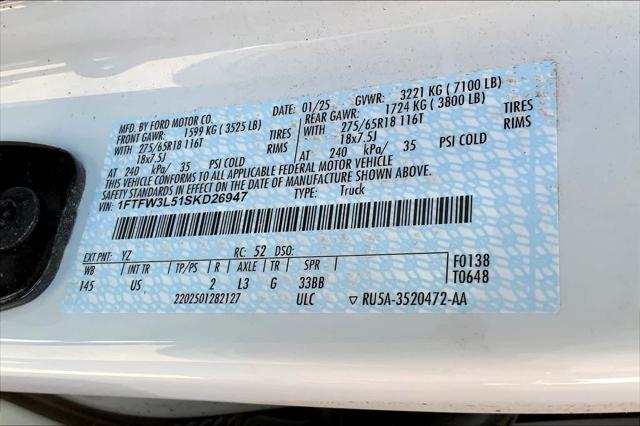 MFD. BY FORD MOTOR CO.
DATE: 01/25 GVWR: 3221 KG ( 7100 LB)
FRONT GAWR: 1599 KG ( 3525 LB) REAR GAWR: 1724 KG ( 3800 LB)
WITH 275/65R18 116T TIRES WITH 275/65R18 116T TIRES
18x7.5J RIMS 18x7.5J RIMS
AT 240 kPa/ 35 PSI COLD AT 240 kPa/ 35 PSI COLD
THIS VEHICLE CONFORMS TO ALL APPLICABLE FEDERAL MOTOR VEHICLE
SAFETY STANDARDS IN EFFECT ON THE DATE OF MANUFACTURE SHOWN ABOVE.
VIN: 1FTFW3L51SKD26947 TYPE: Truck
EXT PNT: YZ RC: 52 DSO: F0138
WB INT TR TP/PS R AXLE TR SPR T0648
145 US 2 L3 G 33BB
2202501282127 ULC ▽ RU5A-3520472-AA